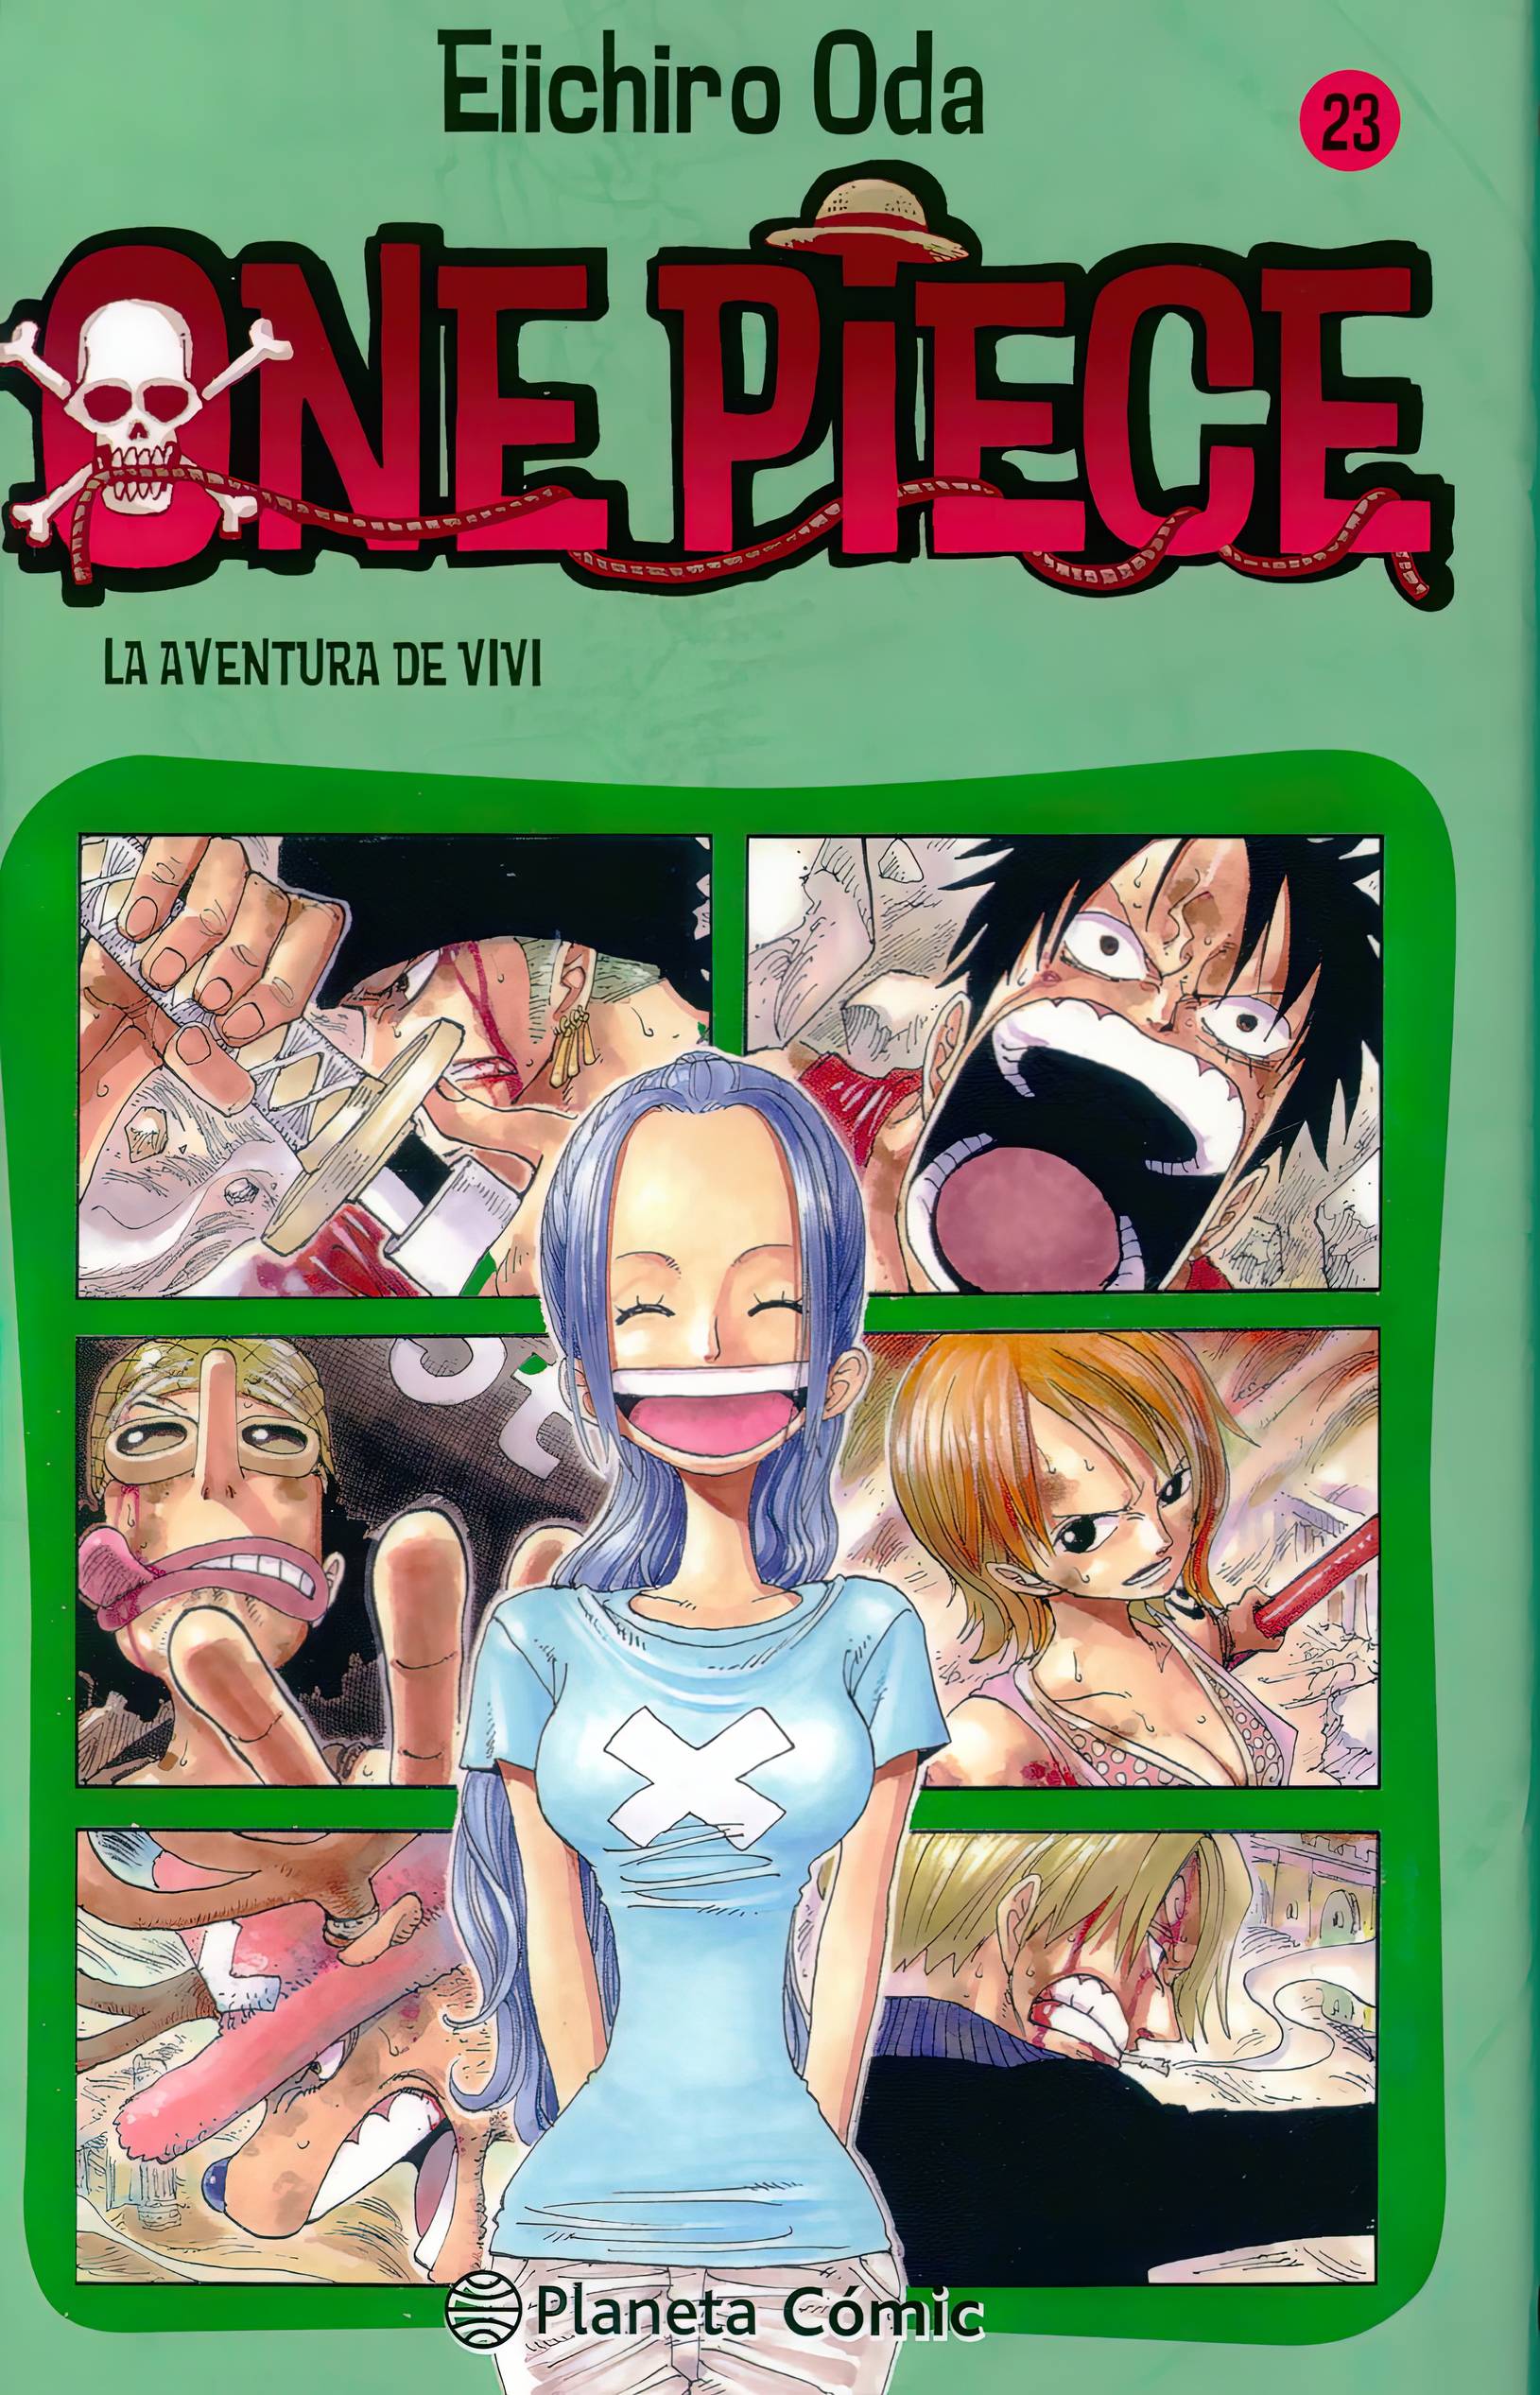 Eiichiro Oda
23
ONE PIECE
LA AVENTURA DE VIVI
Planeta Cómic